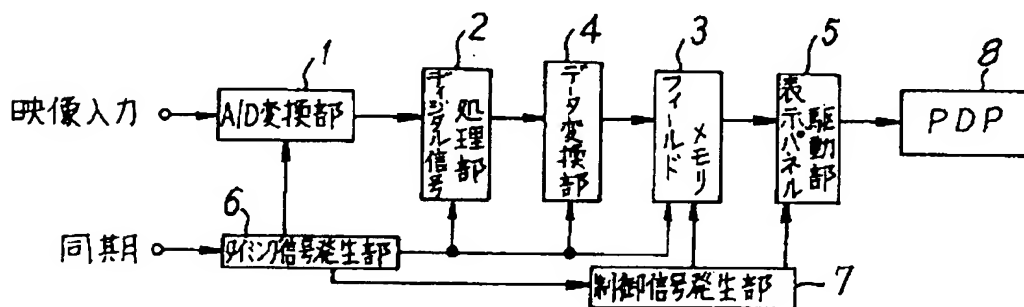 2
4
3
5
8
1
映像入力
A/D変換部
ディジタル信号
処理部
データ変換部
フィールド
メモリ
表示パネル
駆動部
PDP
6
同期
タイミング信号発生部
制御信号発生部
7